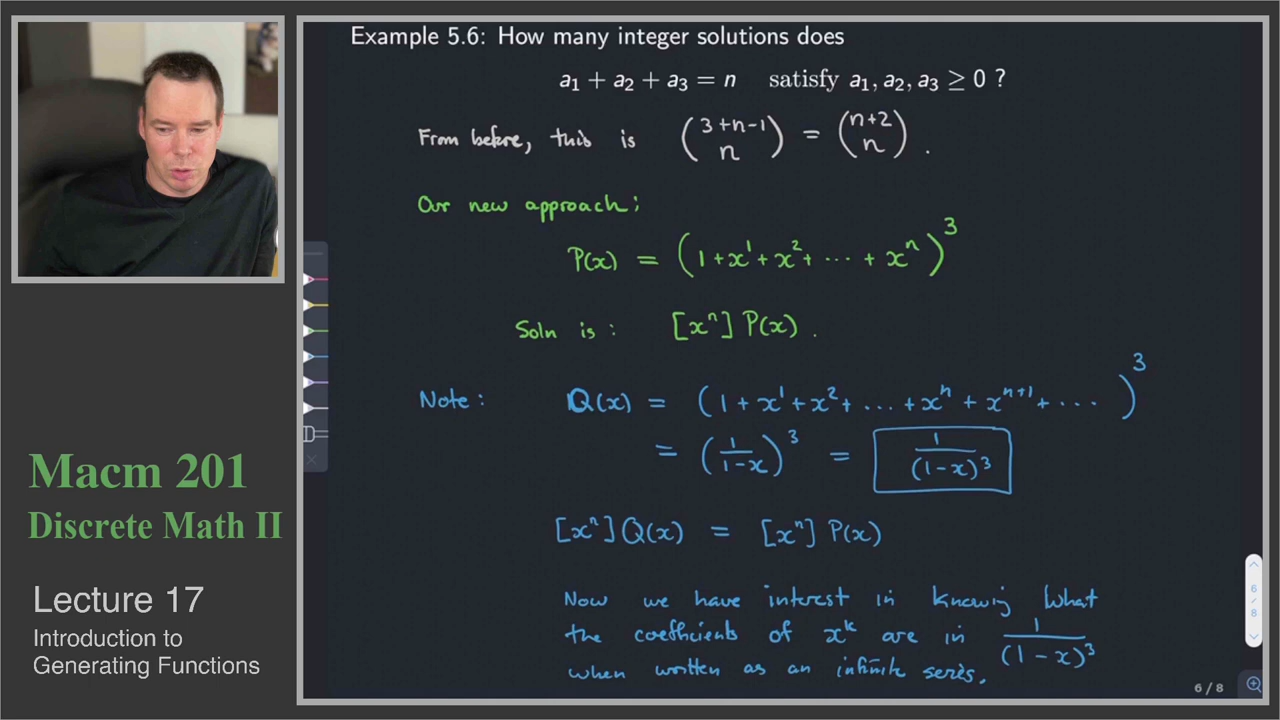 Example 5.6: How many integer solutions does
a₁ + a₂ + a₃ = n satisfy a₁, a₂, a₃ ≥ 0 ?
From before, this is (3+n-1 n) = (n+2 n).
Our new approach:
P(x) = (1+x¹+x²+ ··· + xⁿ)³
Soln is: [xⁿ] P(x).
Note: Q(x) = (1+x¹+x²+ ... +xⁿ + xⁿ⁺¹+ ···)³
= (1/1-x)³ = 1/(1-x)³
[xⁿ] Q(x) = [xⁿ] P(x)
Now we have interest in knowing what
the coefficients of xᵏ are in 1/(1-x)³
when written as an infinite series.
6
/
8
6 / 8
Macm 201
Discrete Math II
Lecture 17
Introduction to
Generating Functions